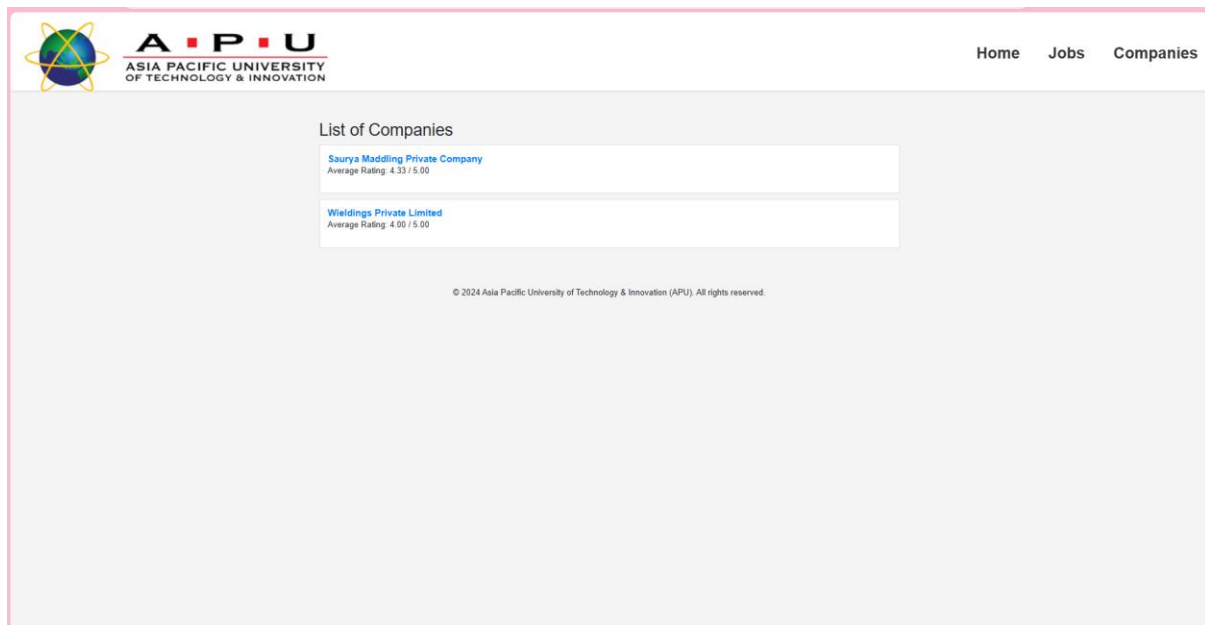 A P U
ASIA PACIFIC UNIVERSITY
OF TECHNOLOGY & INNOVATION
Home Jobs Companies
List of Companies
Saurya Maddling Private Company
Average Rating: 4.33 / 5.00
Wieldings Private Limited
Average Rating: 4.00 / 5.00
© 2024 Asia Pacific University of Technology & Innovation (APU). All rights reserved.